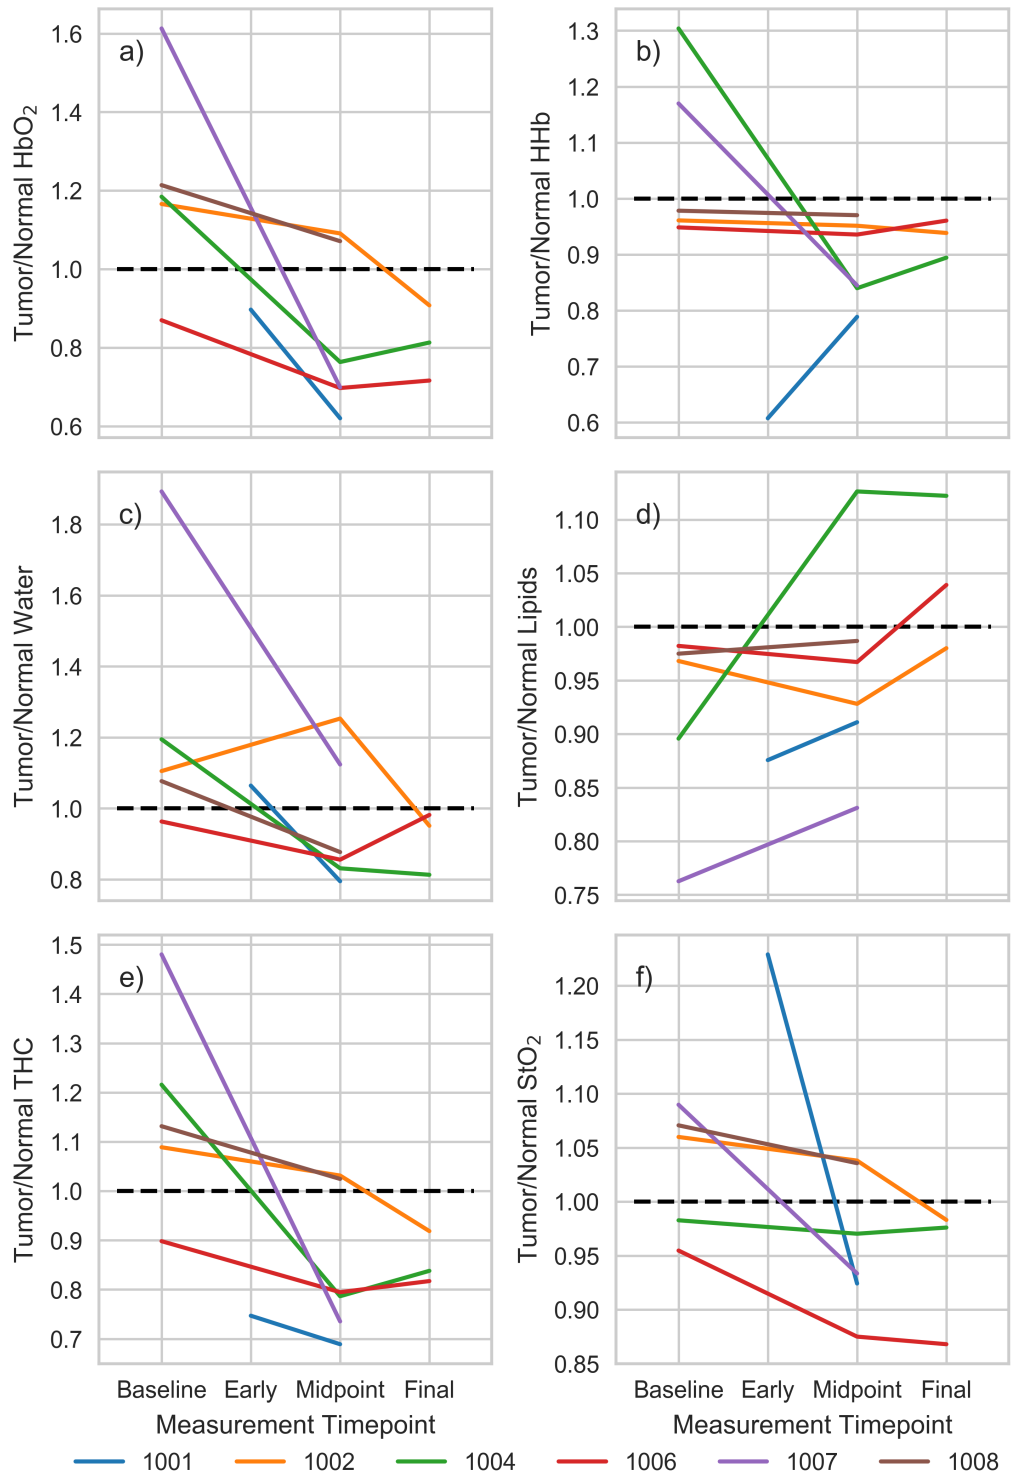 a)
Tumor/Normal HbO₂
1.6
1.4
1.2
1.0
0.8
0.6
b)
Tumor/Normal HHb
1.3
1.2
1.1
1.0
0.9
0.8
0.7
0.6
c)
Tumor/Normal Water
1.8
1.6
1.4
1.2
1.0
0.8
d)
Tumor/Normal Lipids
1.10
1.05
1.00
0.95
0.90
0.85
0.80
0.75
e)
Tumor/Normal THC
1.5
1.4
1.3
1.2
1.1
1.0
0.9
0.8
0.7
Baseline Early Midpoint Final
Measurement Timepoint
f)
Tumor/Normal StO₂
1.20
1.15
1.10
1.05
1.00
0.95
0.90
0.85
Baseline Early Midpoint Final
Measurement Timepoint
1001 1002 1004 1006 1007 1008